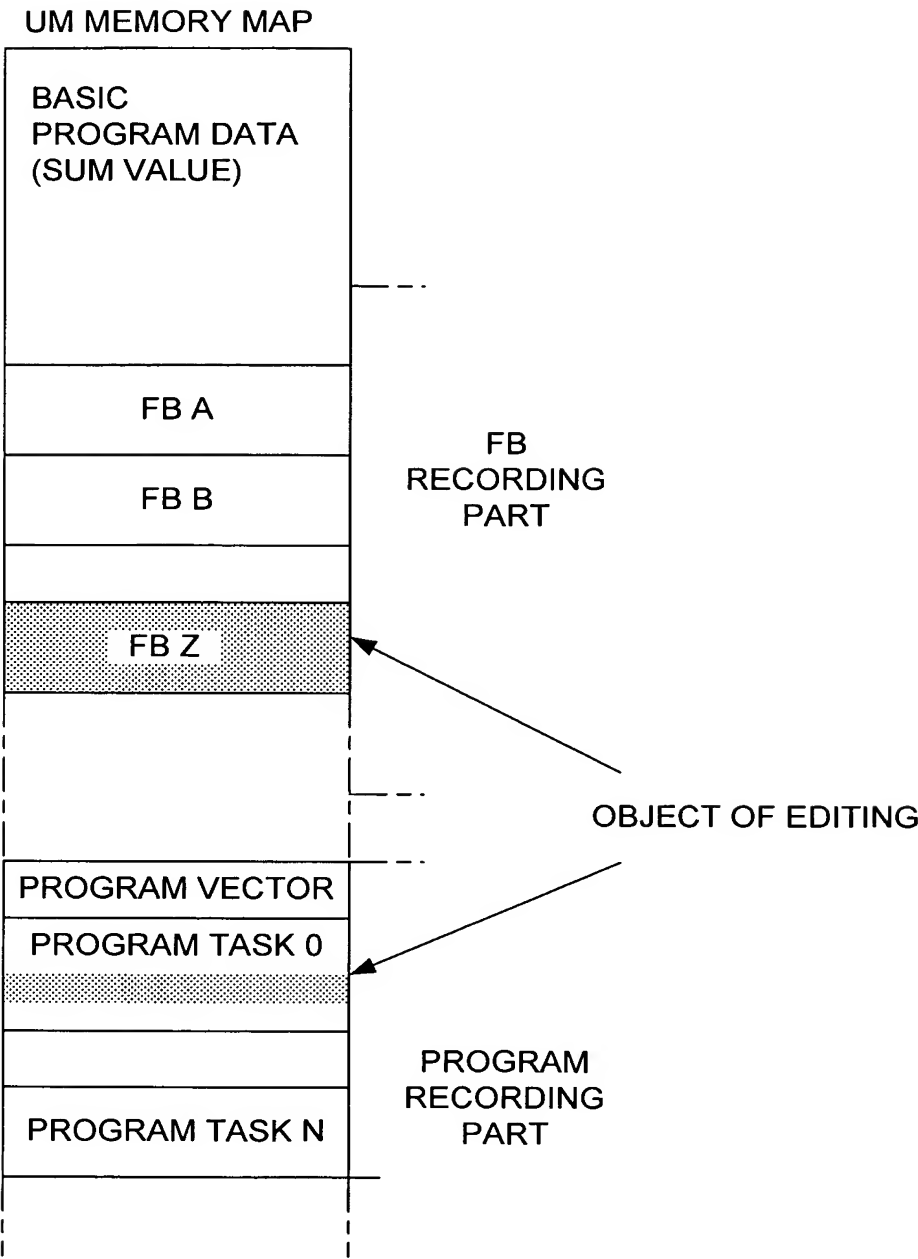 UM MEMORY MAP
BASIC
PROGRAM DATA
(SUM VALUE)
FB A
FB B
FB
RECORDING
PART
FB Z
OBJECT OF EDITING
PROGRAM VECTOR
PROGRAM TASK 0
PROGRAM
RECORDING
PART
PROGRAM TASK N